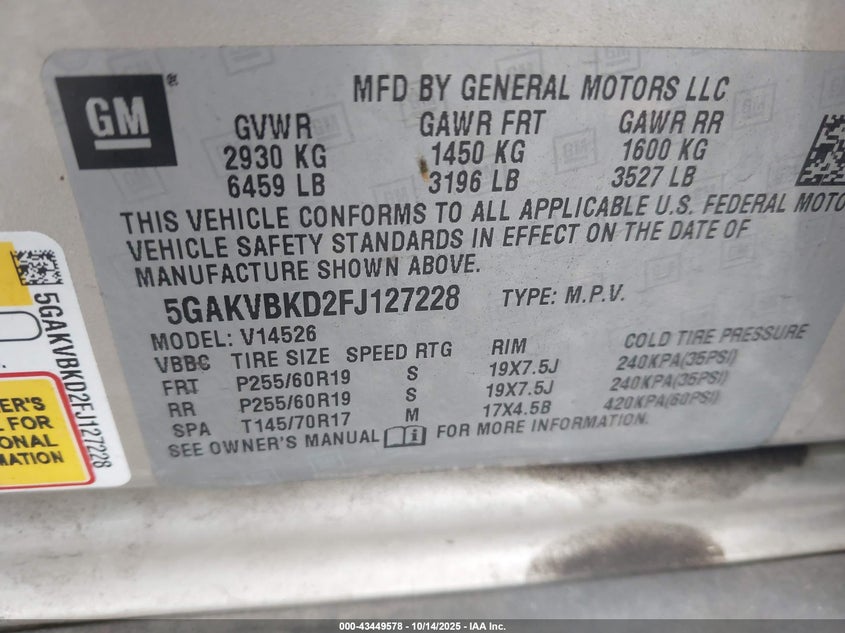 GM ®
MFD BY GENERAL MOTORS LLC
GVWR GAWR FRT GAWR RR
2930 KG 1450 KG 1600 KG
6459 LB 3196 LB 3527 LB
THIS VEHICLE CONFORMS TO ALL APPLICABLE U.S. FEDERAL MOTO
VEHICLE SAFETY STANDARDS IN EFFECT ON THE DATE OF
MANUFACTURE SHOWN ABOVE.
5GAKVBKD2FJ127228 TYPE: M.P.V.
MODEL: V14526
VBBC TIRE SIZE SPEED RTG RIM COLD TIRE PRESSURE
FRT P255/60R19 S 19X7.5J 240KPA(35PSI)
RR P255/60R19 S 19X7.5J 240KPA(35PSI)
SPA T145/70R17 M 17X4.5B 420KPA(60PSI)
SEE OWNER'S MANUAL i FOR MORE INFORMATION.
5GAKVBKD2FJ127228
ER'S
L FOR
ONAL
MATION
000-43449578 - 10/14/2025 - IAA Inc.